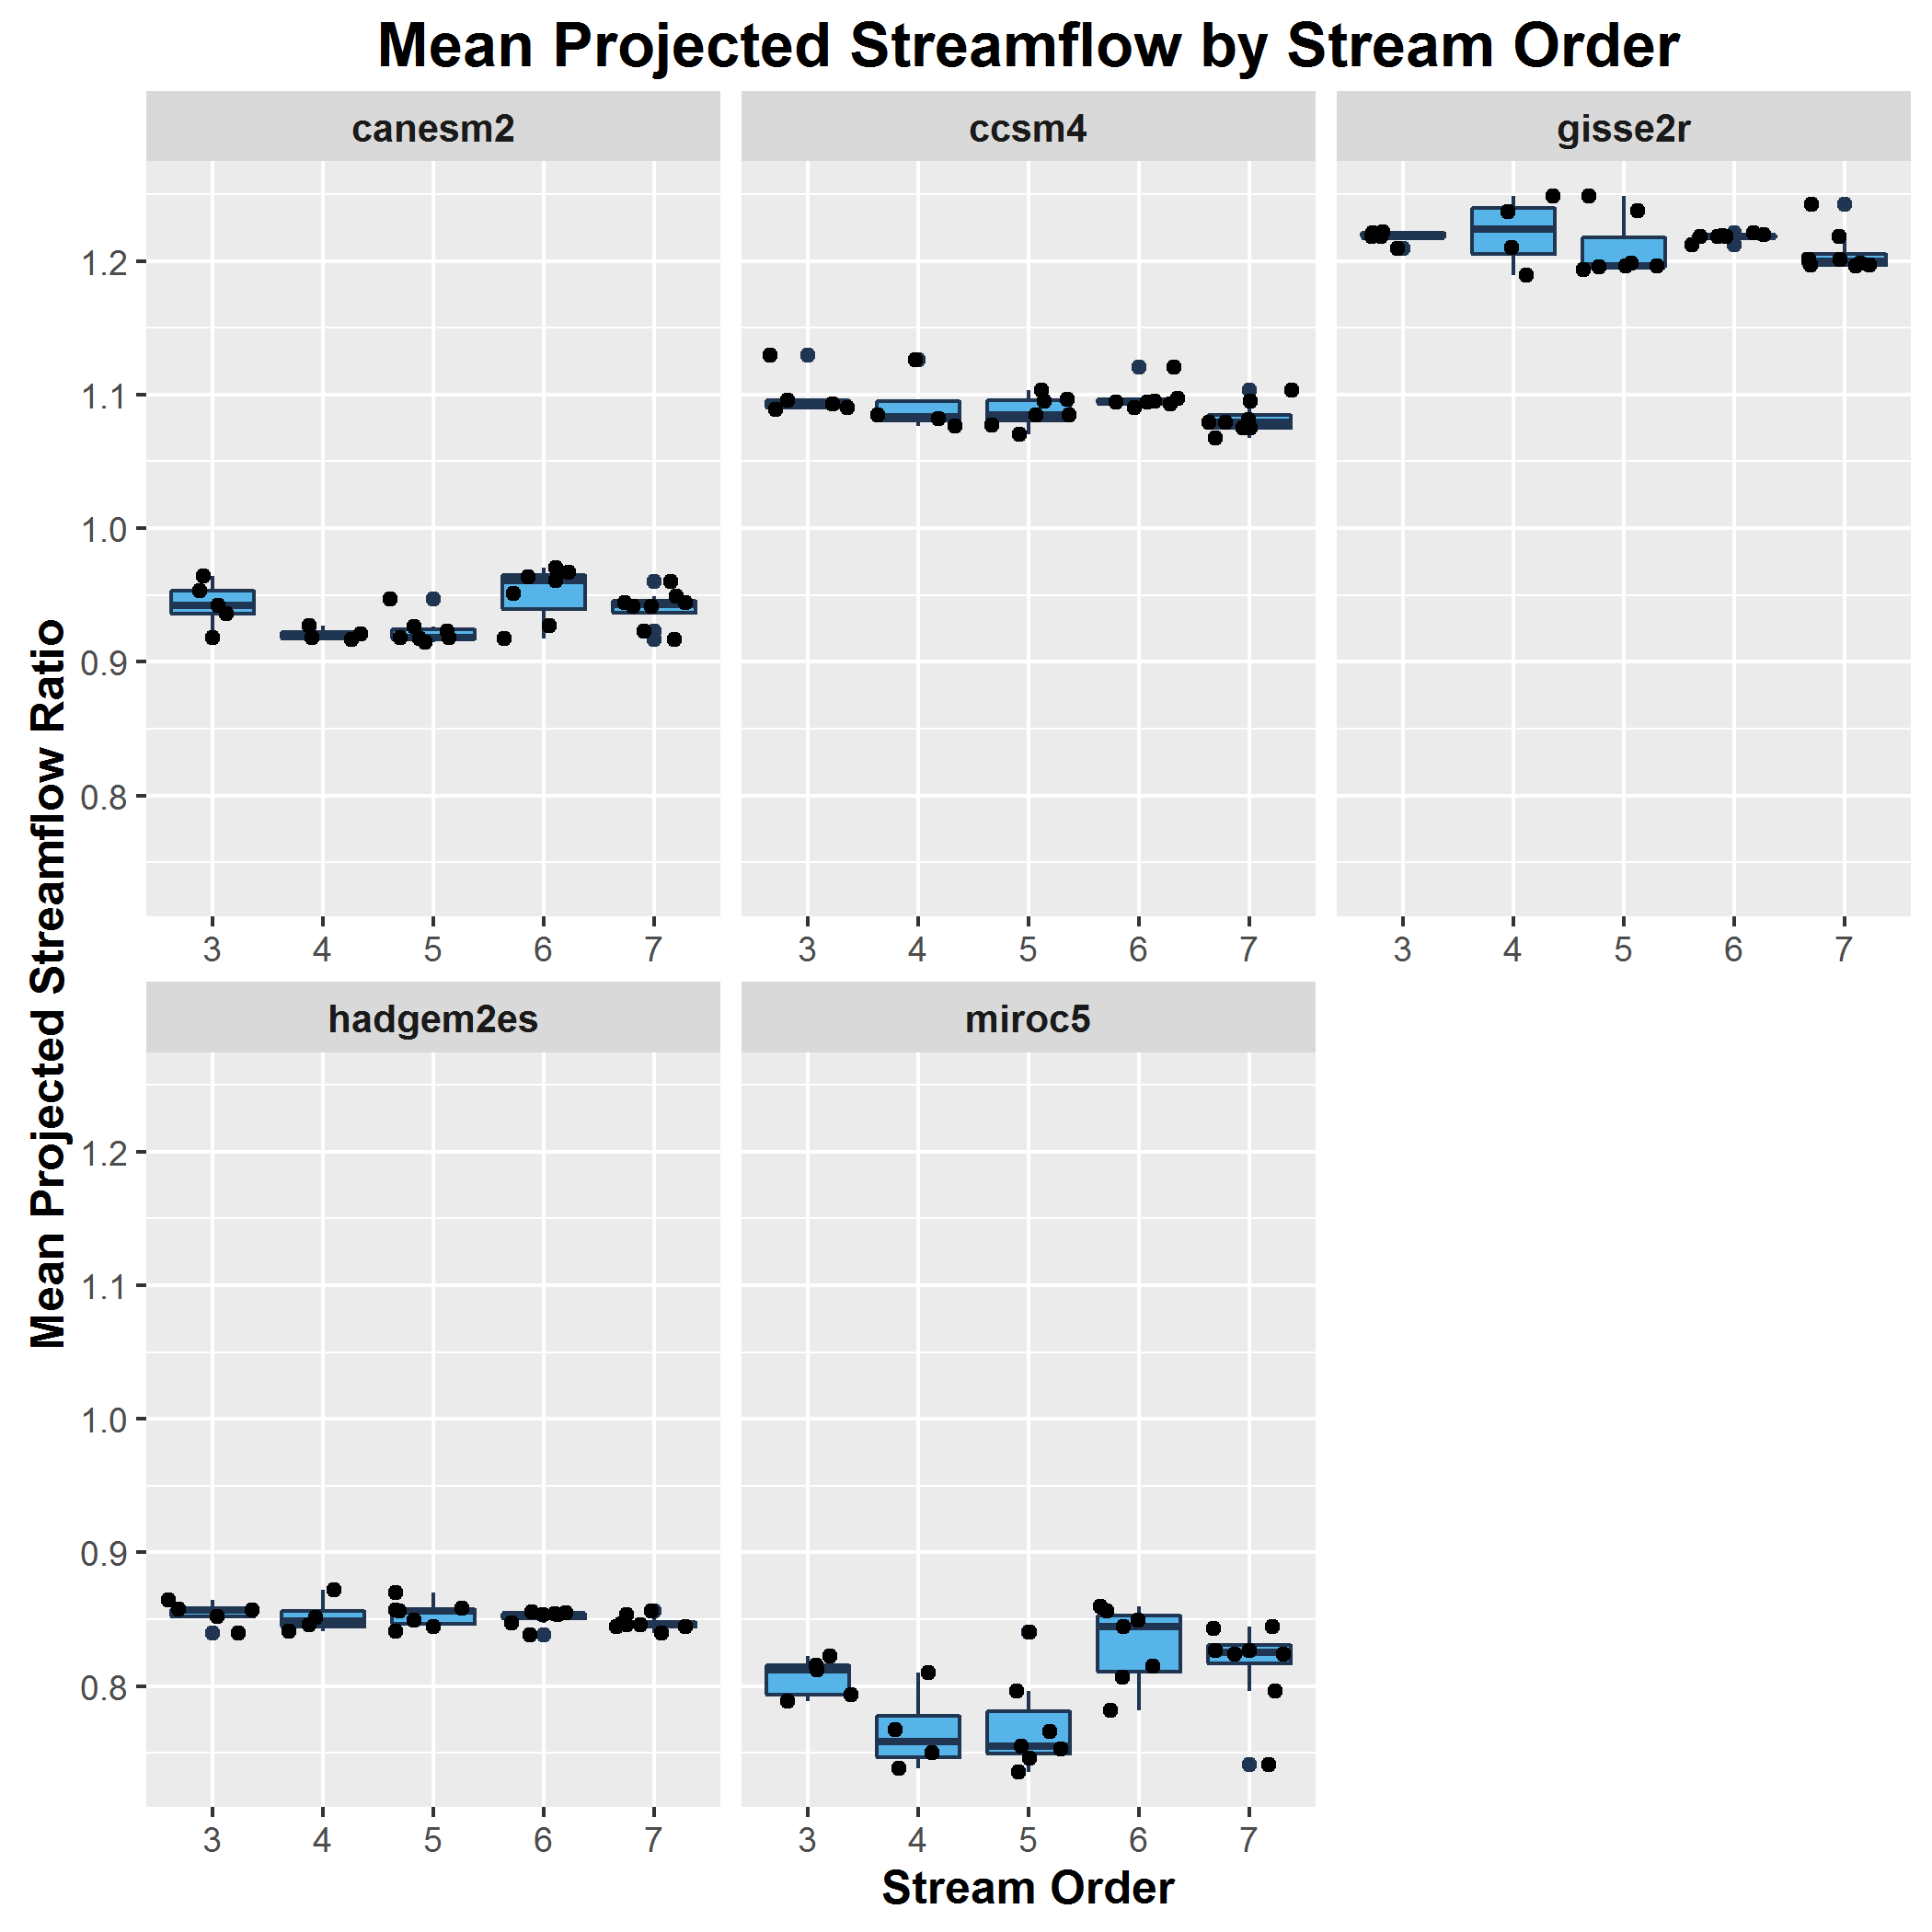 Mean Projected Streamflow by Stream Order
canesm2 ccsm4 gisse2r
1.2
1.1
1.0
0.9
0.8
3 4 5 6 7 3 4 5 6 7 3 4 5 6 7
Mean Projected Streamflow Ratio
hadgem2es miroc5
1.2
1.1
1.0
0.9
0.8
3 4 5 6 7 3 4 5 6 7
Stream Order